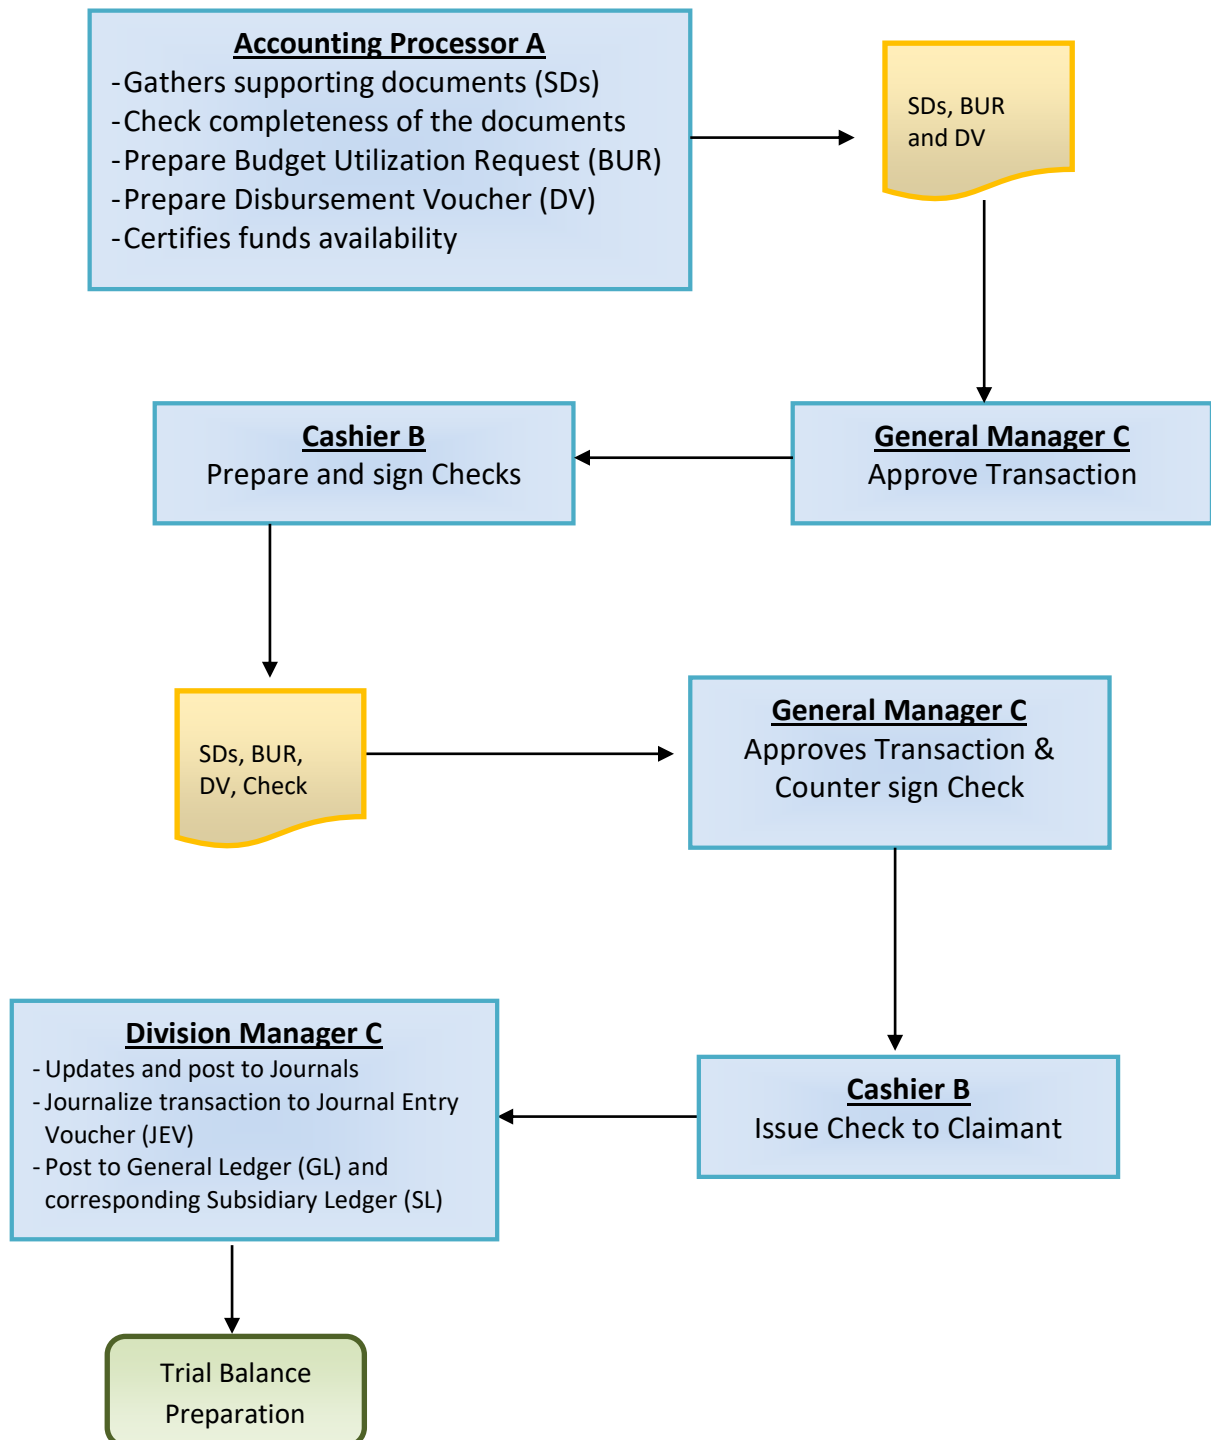 Accounting Processor A
-Gathers supporting documents (SDs)
-Check completeness of the documents
-Prepare Budget Utilization Request (BUR)
-Prepare Disbursement Voucher (DV)
-Certifies funds availability
SDs, BUR
and DV
General Manager C
Approve Transaction
Cashier B
Prepare and sign Checks
SDs, BUR,
DV, Check
General Manager C
Approves Transaction &
Counter sign Check
Cashier B
Issue Check to Claimant
Division Manager C
- Updates and post to Journals
- Journalize transaction to Journal Entry
Voucher (JEV)
- Post to General Ledger (GL) and
corresponding Subsidiary Ledger (SL)
Trial Balance
Preparation